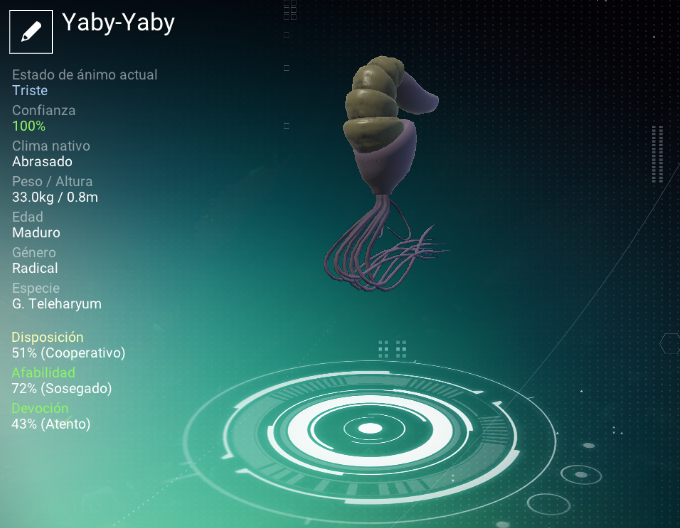 Yaby-Yaby
Estado de ánimo actual
Triste
Confianza
100%
Clima nativo
Abrasado
Peso / Altura
33.0kg / 0.8m
Edad
Maduro
Género
Radical
Especie
G. Teleharyum
Disposición
51% (Cooperativo)
Afabilidad
72% (Sosegado)
Devoción
43% (Atento)